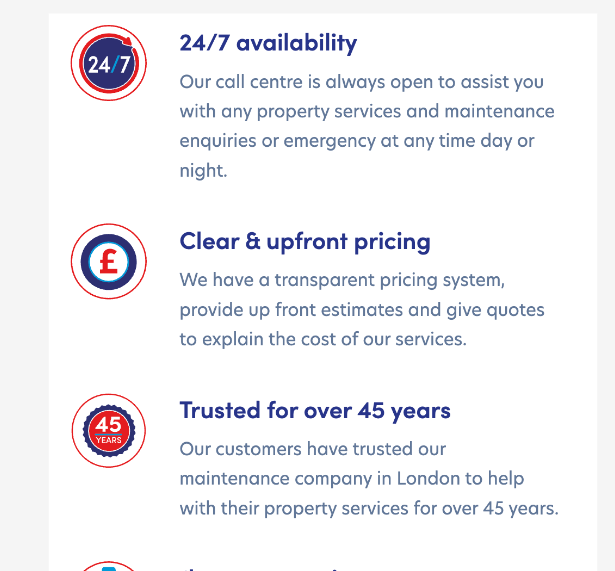 24/7
24/7 availability
Our call centre is always open to assist you
with any property services and maintenance
enquiries or emergency at any time day or
night.
£
Clear & upfront pricing
We have a transparent pricing system,
provide up front estimates and give quotes
to explain the cost of our services.
45
YEARS
Trusted for over 45 years
Our customers have trusted our
maintenance company in London to help
with their property services for over 45 years.